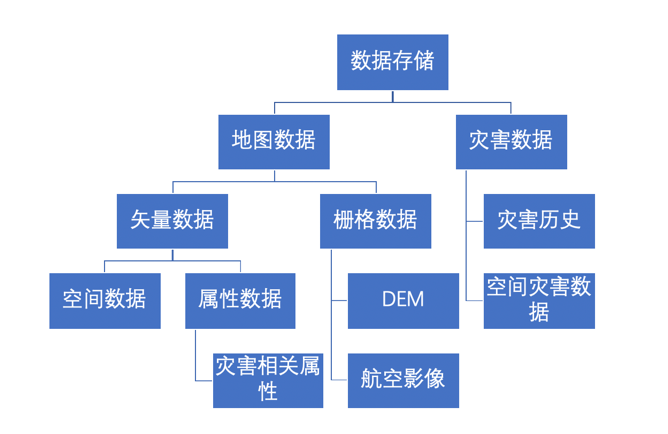 数据存储
地图数据
灾害数据
矢量数据
栅格数据
灾害历史
空间数据
属性数据
DEM
空间灾害数
据
灾害相关属
性
航空影像